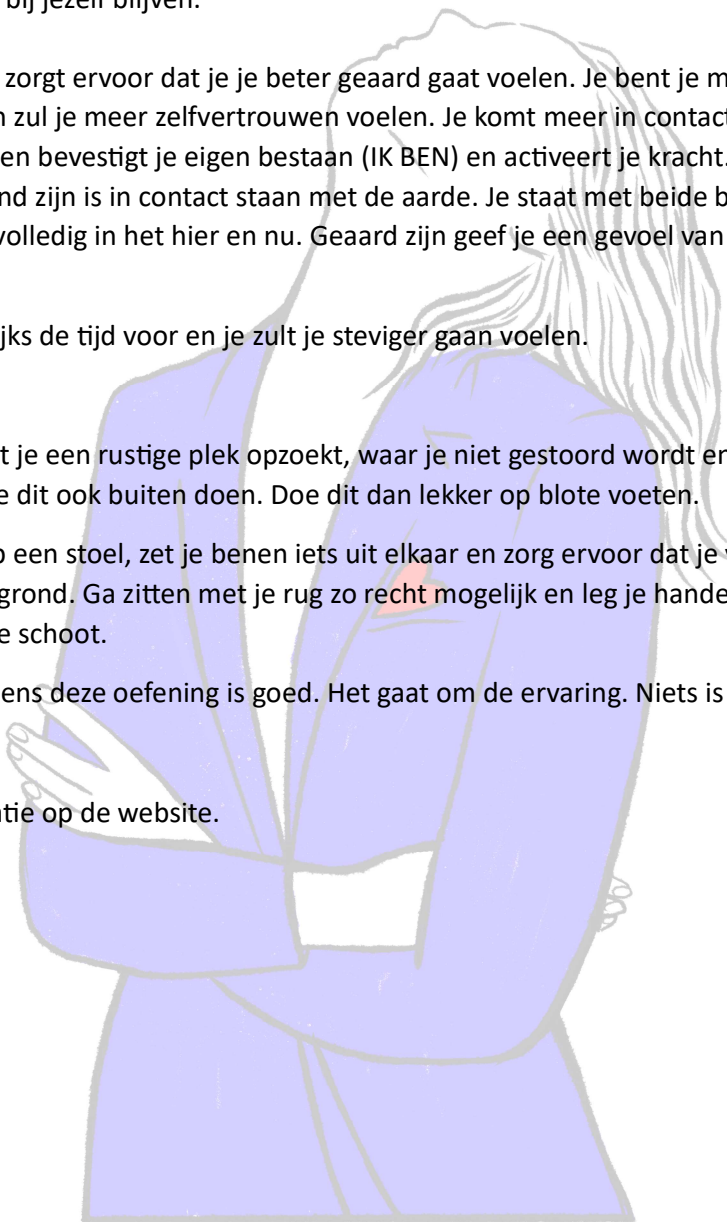 bij jezelf blijven.
zorgt ervoor dat je je beter geaard gaat voelen. Je bent je m
n zul je meer zelfvertrouwen voelen. Je komt meer in contact
en bevestigt je eigen bestaan (IK BEN) en activeert je kracht.
nd zijn is in contact staan met de aarde. Je staat met beide b
volledig in het hier en nu. Geaard zijn geef je een gevoel van
jks de tijd voor en je zult je steviger gaan voelen.
t je een rustige plek opzoekt, waar je niet gestoord wordt en
e dit ook buiten doen. Doe dit dan lekker op blote voeten.
p een stoel, zet je benen iets uit elkaar en zorg ervoor dat je v
grond. Ga zitten met je rug zo recht mogelijk en leg je hande
e schoot.
ens deze oefening is goed. Het gaat om de ervaring. Niets is
atie op de website.